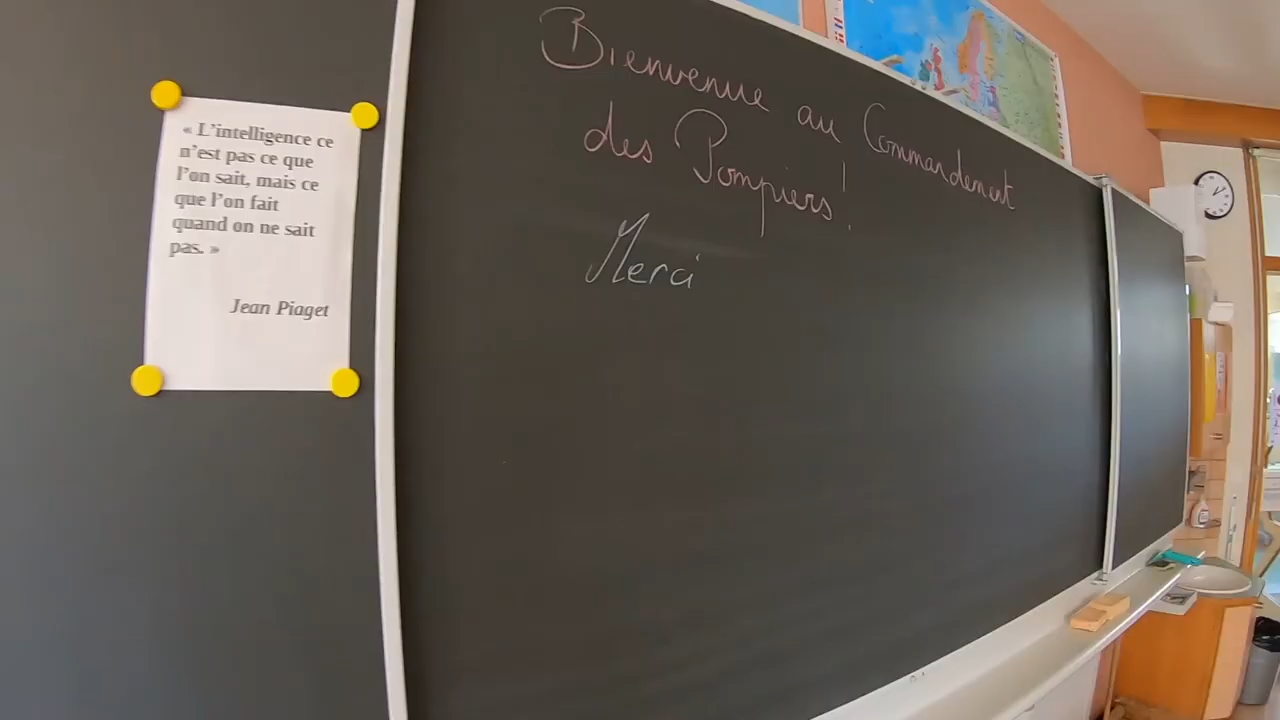 « L'intelligence ce
n'est pas ce que
l'on sait, mais ce
que l'on fait
quand on ne sait
pas. »
Jean Piaget
Bienvenue au Commandement
des Pompiers!
Merci